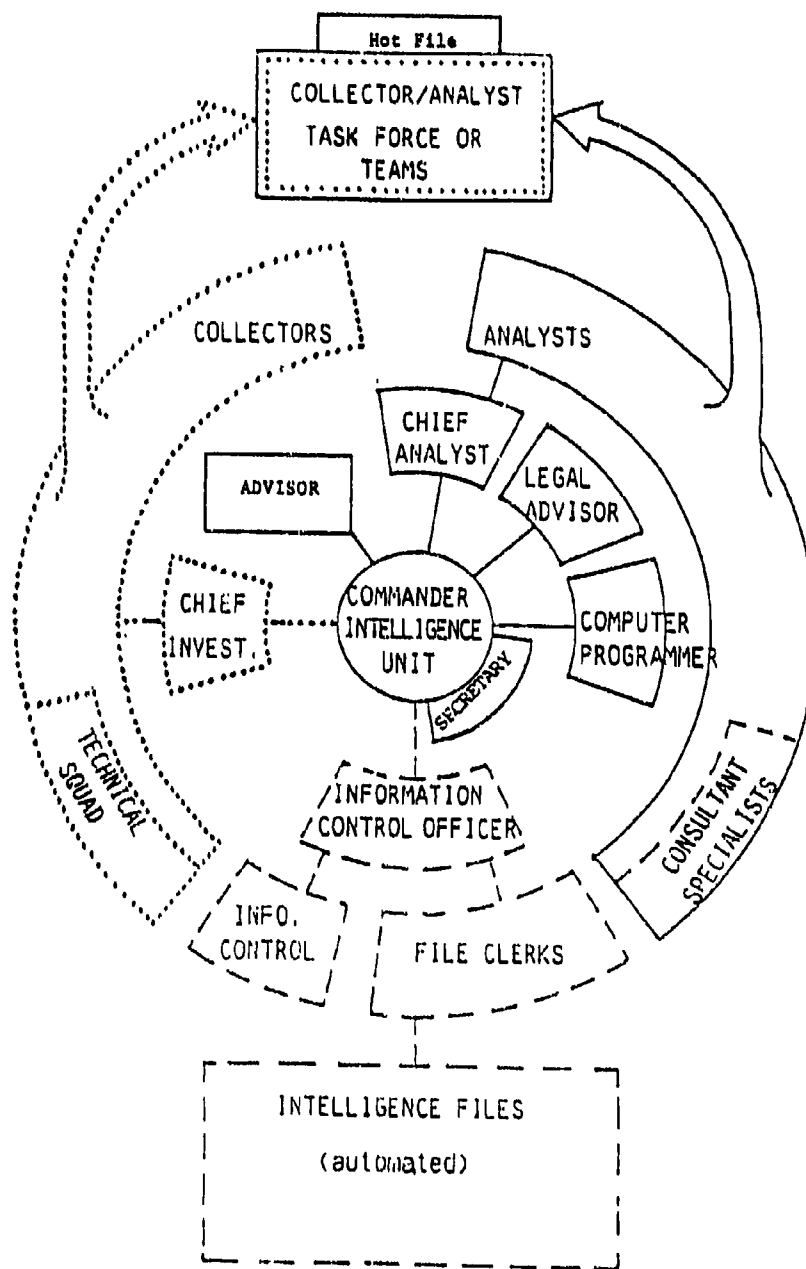 Hot File
COLLECTOR/ANALYST
TASK FORCE OR
TEAMS
COLLECTORS
ANALYSTS
CHIEF
ANALYST
LEGAL
ADVISOR
ADVISOR
CHIEF
INVEST.
COMMANDER
INTELLIGENCE
UNIT
COMPUTER
PROGRAMMER
SECRETARY
TECHNICAL
SQUAD
INFORMATION
CONTROL OFFICER
CONSULTANT
SPECIALISTS
INFO.
CONTROL
FILE CLERKS
INTELLIGENCE FILES
(automated)